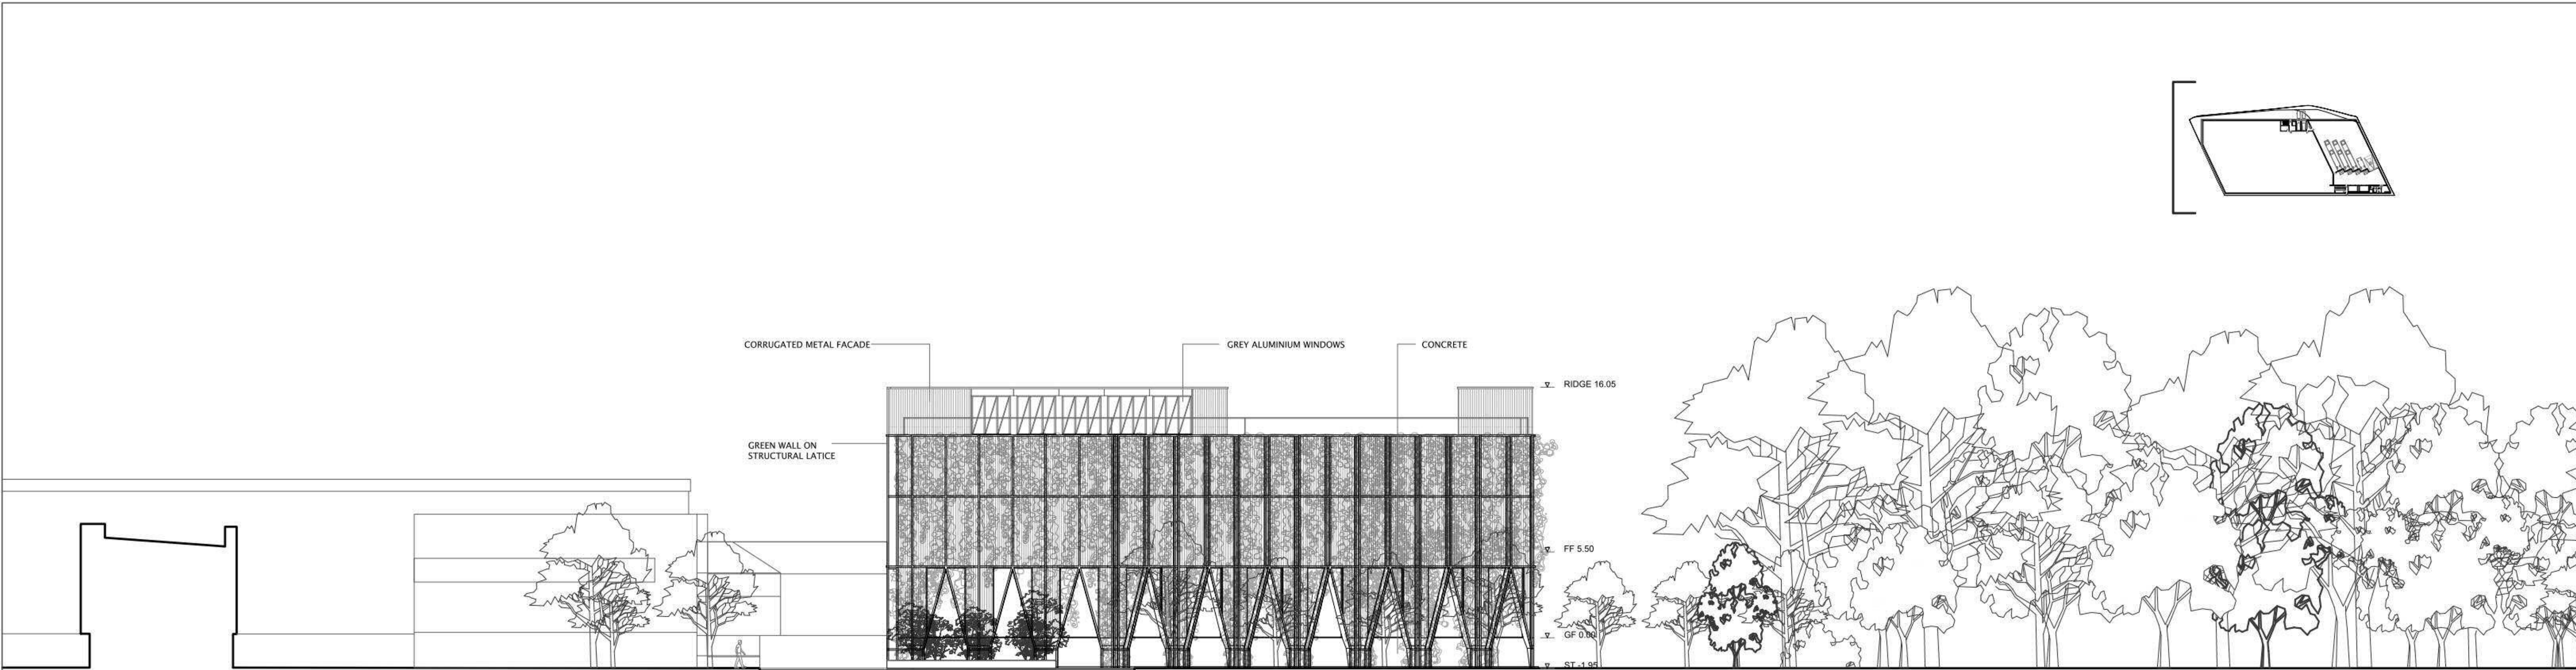 CORRUGATED METAL FACADE
GREY ALUMINIUM WINDOWS
CONCRETE
RIDGE 16.05
GREEN WALL ON
STRUCTURAL LATICE
FF 5.50
GF 0.00
ST -1.95